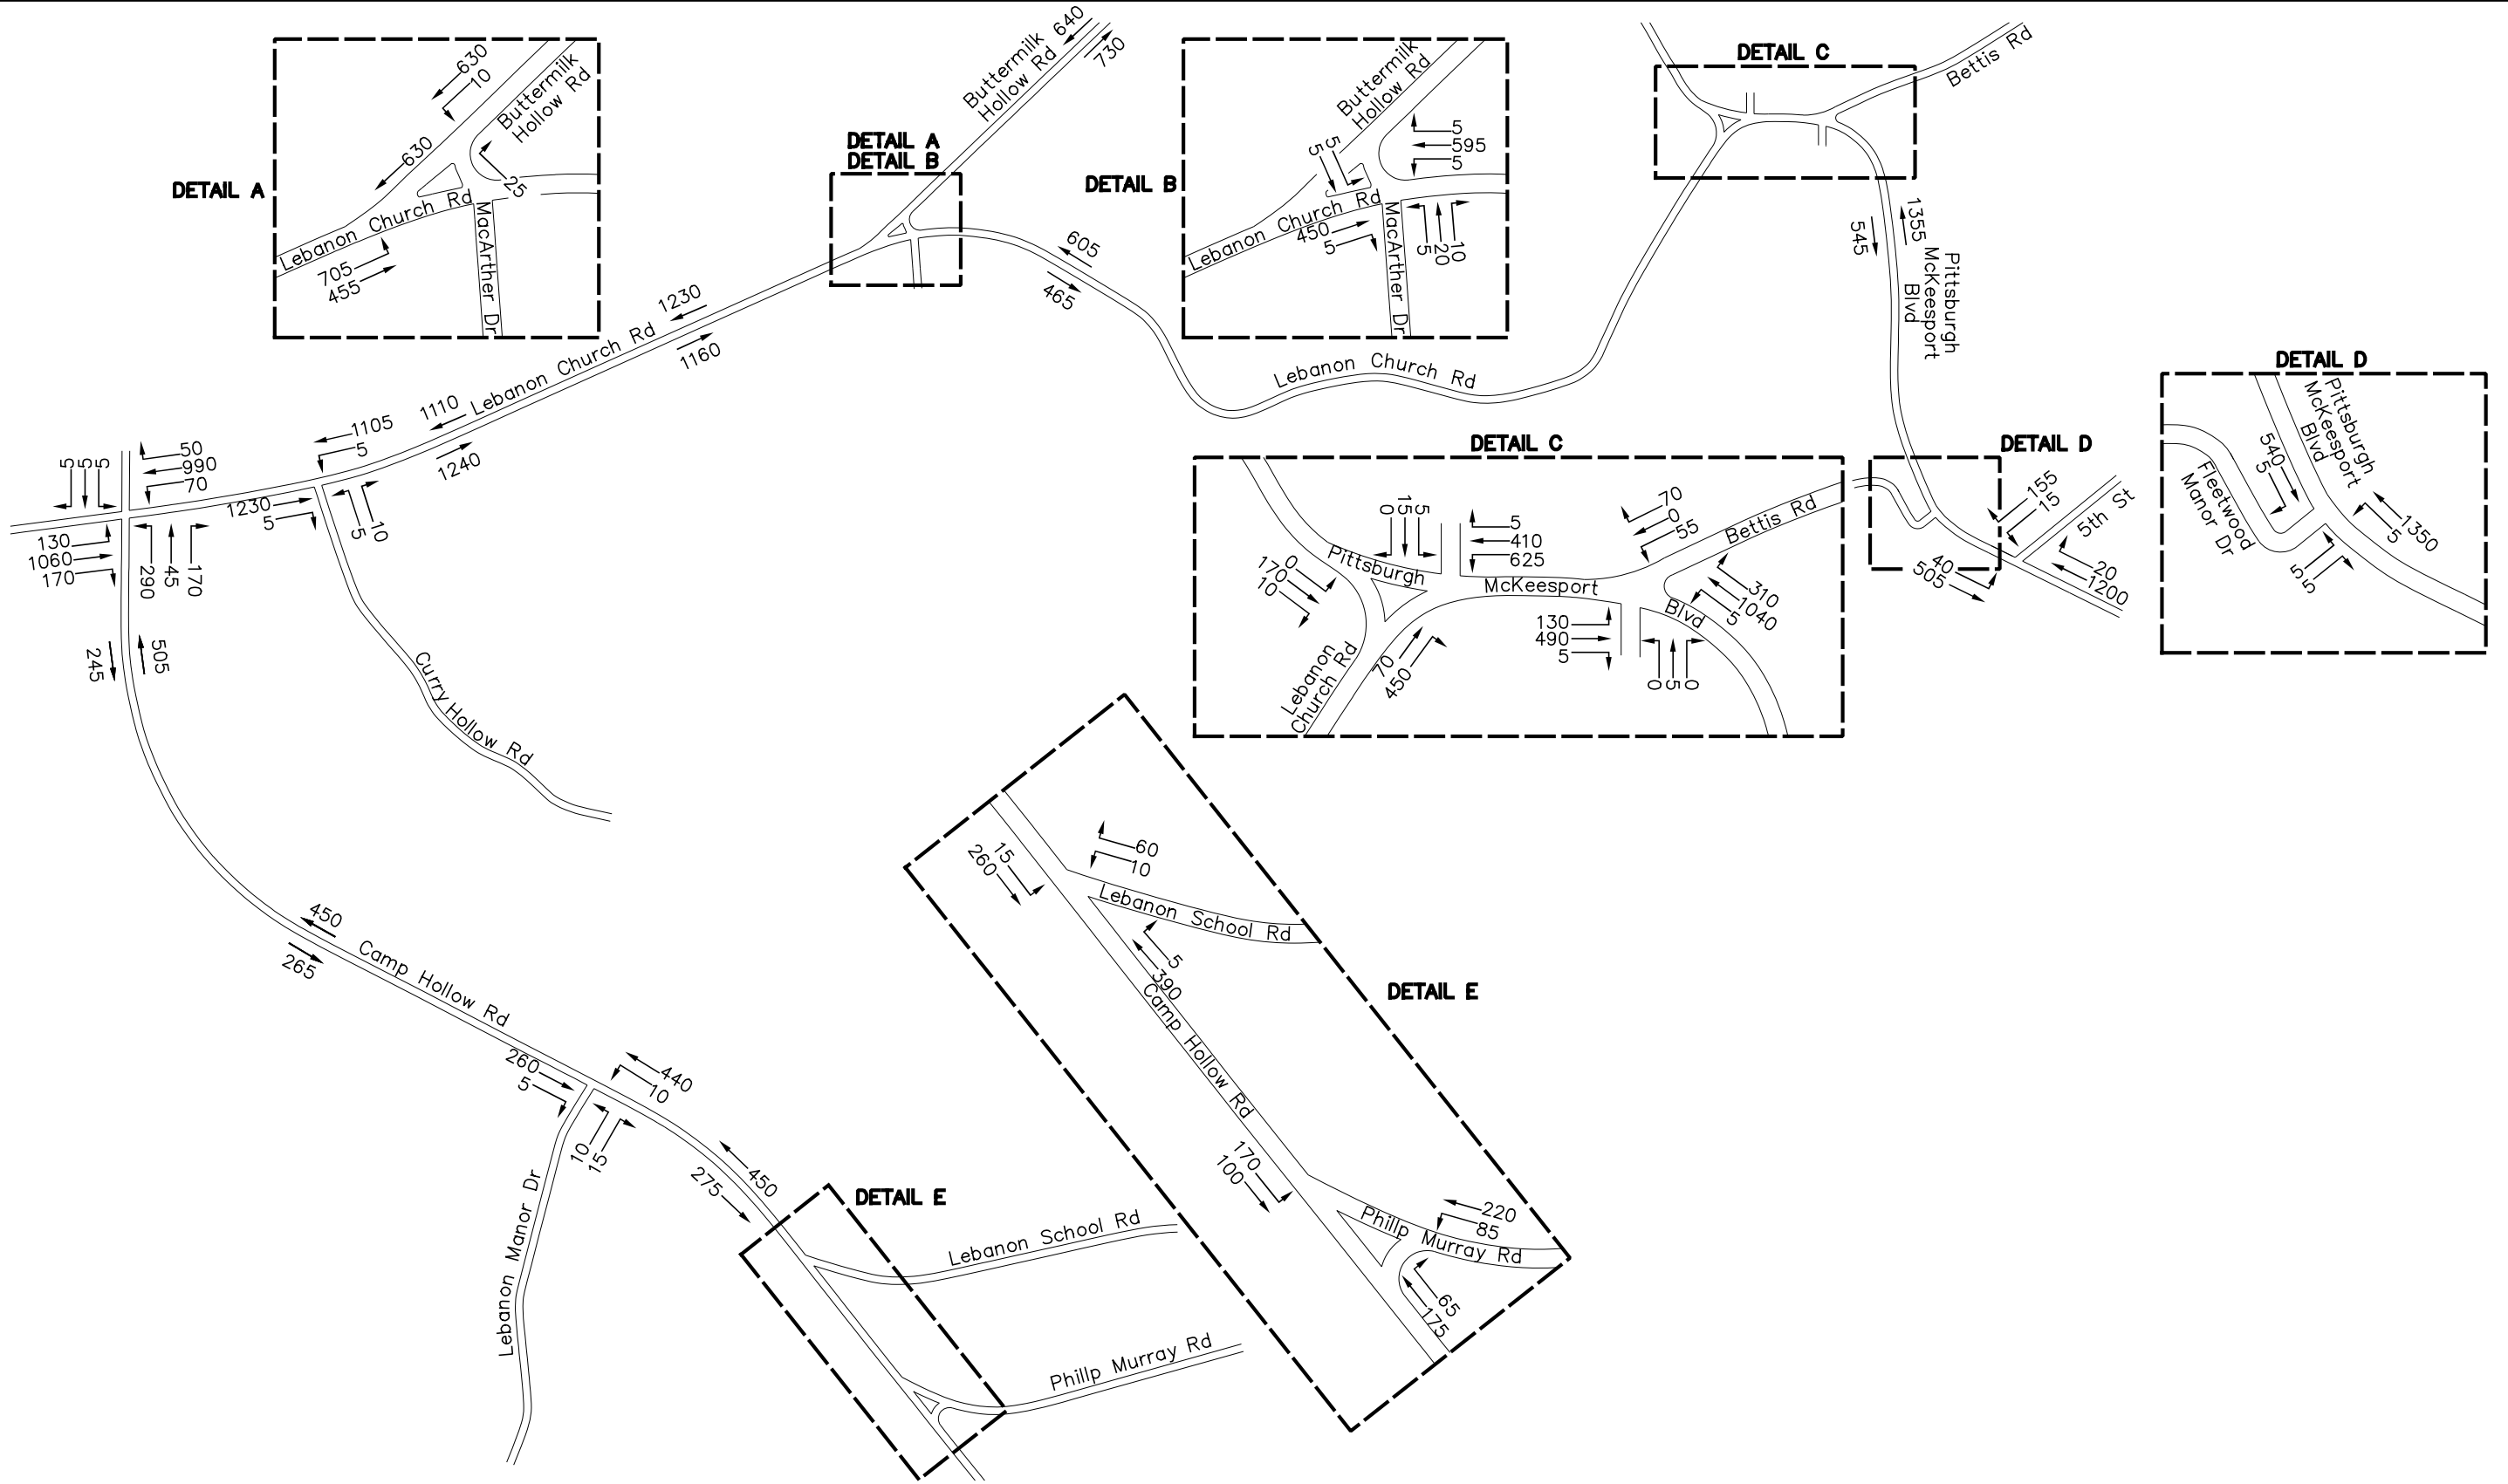 DETAIL A
630
10
Buttermilk
Hollow Rd
630
25
Lebanon Church Rd
MacArther Dr
705
455
Buttermilk
Hollow Rd
640
730
DETAIL A
DETAIL B
DETAIL B
Buttermilk
Hollow Rd
5
5
5
595
5
Lebanon Church Rd
450
5
MacArther Dr
5
20
10
DETAIL C
Bettis Rd
605
465
1230
1160
Lebanon Church Rd
Lebanon Church Rd
545
1355
Pittsburgh
McKeesport
Blvd
DETAIL D
Pittsburgh
McKeesport
Blvd
540
5
Fleetwood
Manor Dr
1350
5
5
5
1110
1240
1105
5
1230
5
5
10
5
5
5
50
990
70
130
1060
170
290
45
170
245
505
Curry Hollow Rd
DETAIL C
0
15
5
5
410
625
70
0
55
Bettis Rd
Pittsburgh
McKeesport
Blvd
0
170
10
310
1040
5
130
490
5
0
5
0
70
450
Lebanon
Church Rd
DETAIL D
155
15
5th St
40
505
20
1200
450
265
Camp Hollow Rd
260
5
440
10
10
15
Lebanon Manor Dr
450
275
DETAIL E
Lebanon School Rd
Phillp Murray Rd
DETAIL E
15
260
60
10
Lebanon School Rd
5
390
Camp Hollow Rd
170
100
220
85
Phillp Murray Rd
65
175